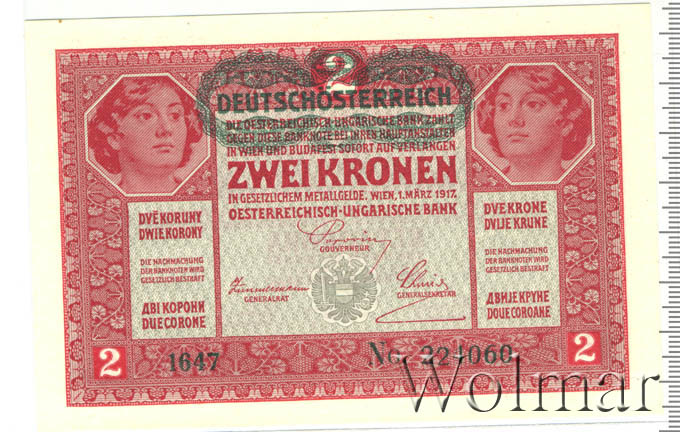 2
DEUTSCHÖSTERREICH
DIE OESTERREICHISCH-UNGARISCHE BANK ZAHLT
GEGEN DIESE BANKNOTE BEI IHREN HAUPTANSTALTEN
IN WIEN UND BUDAPEST SOFORT AUF VERLANGEN
ZWEI KRONEN
IN GESETZLICHEM METALLGELDE. WIEN, 1. MÄRZ 1917.
OESTERREICHISCH-UNGARISCHE BANK
GOUVERNEUR
GENERALRAT
GENERALSEKRETÄR
DVĚ KORUNY
DWIE KORONY
DIE NACHMACHUNG
DER BANKNOTEN WIRD
GESETZLICH BESTRAFT
ДВІ КОРОНИ
DUE CORONE
DVE KRONE
DVIJE KRUNE
DIE NACHMACHUNG
DER BANKNOTEN WIRD
GESETZLICH BESTRAFT
ДВИЈЕ КРУНЕ
DOUE COROANE
2
1647
No. 224060
2
Wolmar